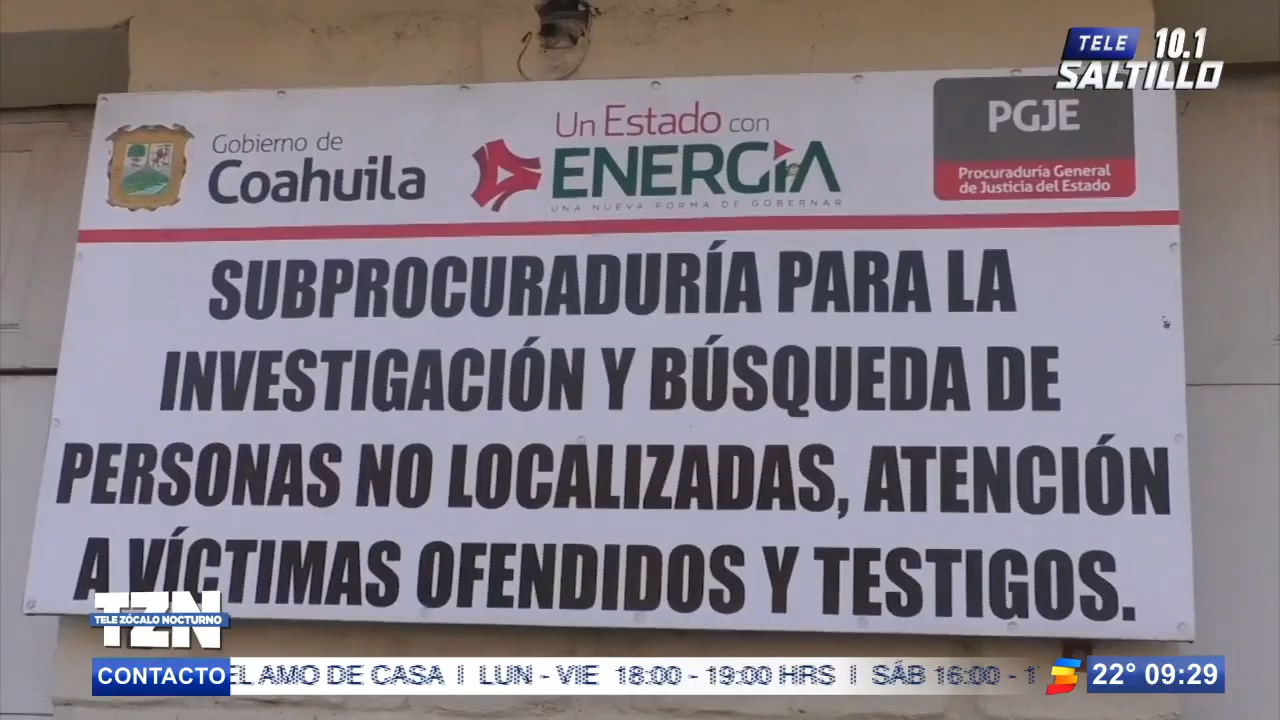 TELE 10.1
SALTILLO
Gobierno de
Coahuila
Un Estado con
ENERGÍA
UNA NUEVA FORMA DE GOBERNAR
PGJE
Procuraduría General
de Justicia del Estado
SUBPROCURADURÍA PARA LA
INVESTIGACIÓN Y BÚSQUEDA DE
PERSONAS NO LOCALIZADAS, ATENCIÓN
A VÍCTIMAS OFENDIDOS Y TESTIGOS.
TZN
TELE ZÓCALO NOCTURNO
CONTACTO EL AMO DE CASA | LUN - VIE 18:00 - 19:00 HRS | SÁB 16:00 - 22° 09:29